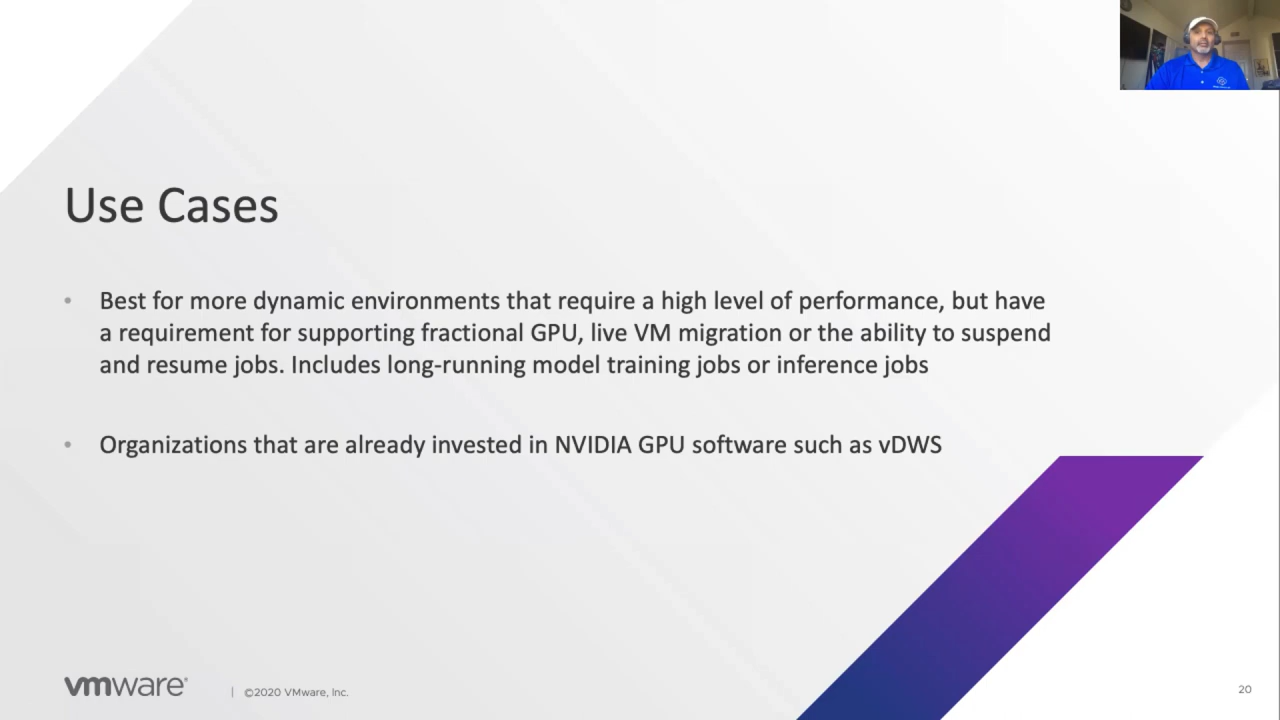 Use Cases
• Best for more dynamic environments that require a high level of performance, but have
a requirement for supporting fractional GPU, live VM migration or the ability to suspend
and resume jobs. Includes long-running model training jobs or inference jobs
• Organizations that are already invested in NVIDIA GPU software such as vDWS
vmware® | ©2020 VMware, Inc.
20